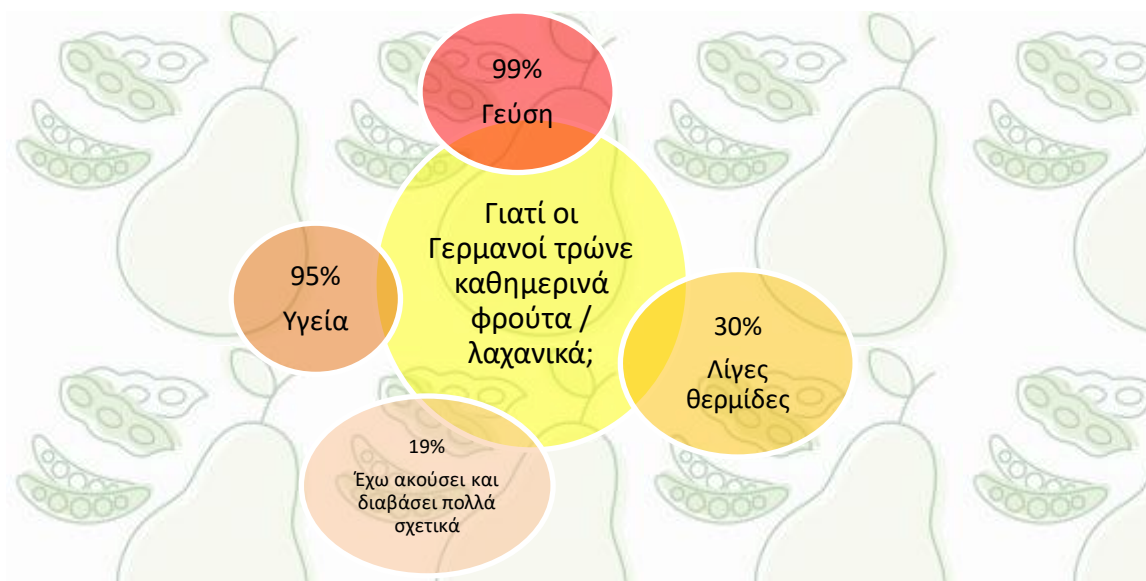 99%
Γεύση
Γιατί οι
Γερμανοί τρώνε
καθημερινά
φρούτα /
λαχανικά;
95%
Υγεία
30%
Λίγες
θερμίδες
19%
Έχω ακούσει και
διαβάσει πολλά
σχετικά